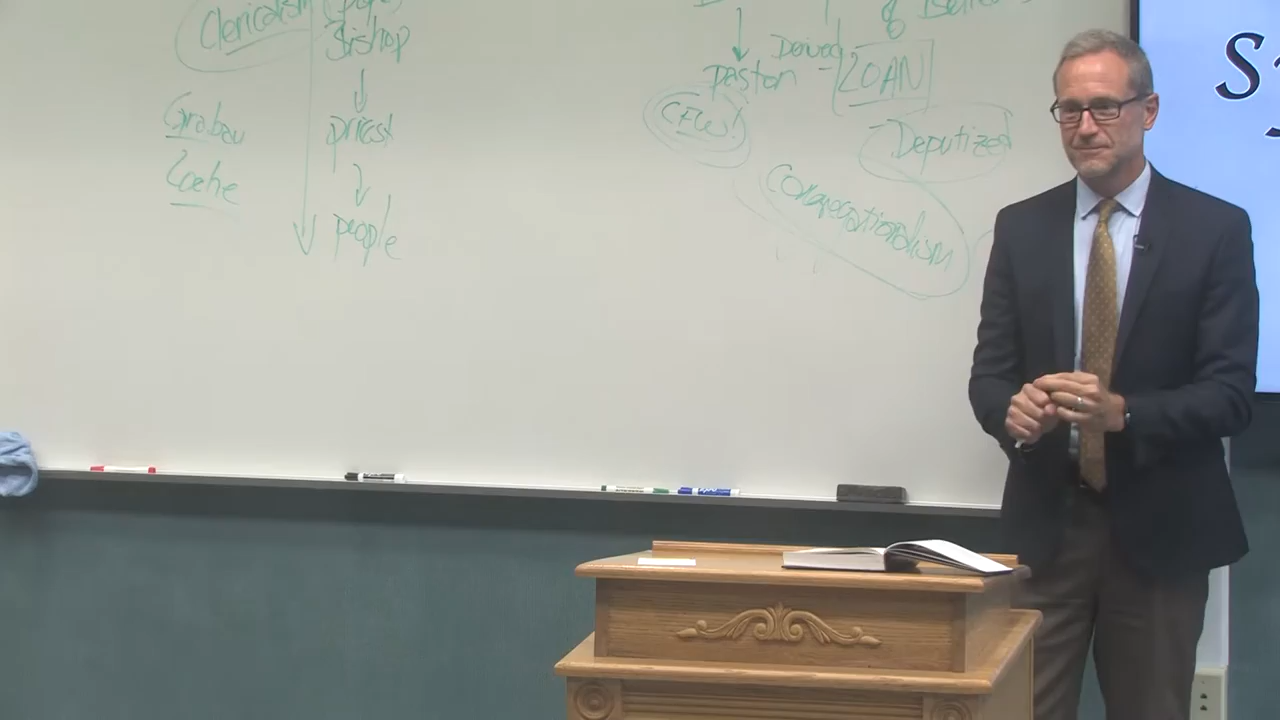 Clericalism
Bishop
priest
people
Grabau
Loehe
Derived
pastor - LOAN
CFW!
Deputized
Congregationalism